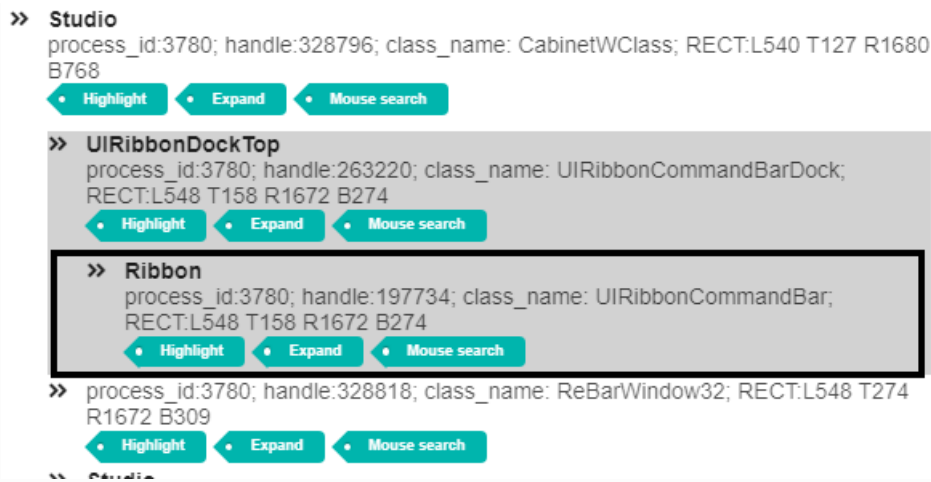 Studio
process_id:3780; handle:328796; class_name: CabinetWClass; RECT:L540 T127 R1680
B768
Highlight Expand Mouse search
UIRibbonDockTop
process_id:3780; handle:263220; class_name: UIRibbonCommandBarDock;
RECT:L548 T158 R1672 B274
Highlight Expand Mouse search
Ribbon
process_id:3780; handle:197734; class_name: UIRibbonCommandBar;
RECT:L548 T158 R1672 B274
Highlight Expand Mouse search
process_id:3780; handle:328818; class_name: ReBarWindow32; RECT:L548 T274
R1672 B309
Highlight Expand Mouse search
Studio